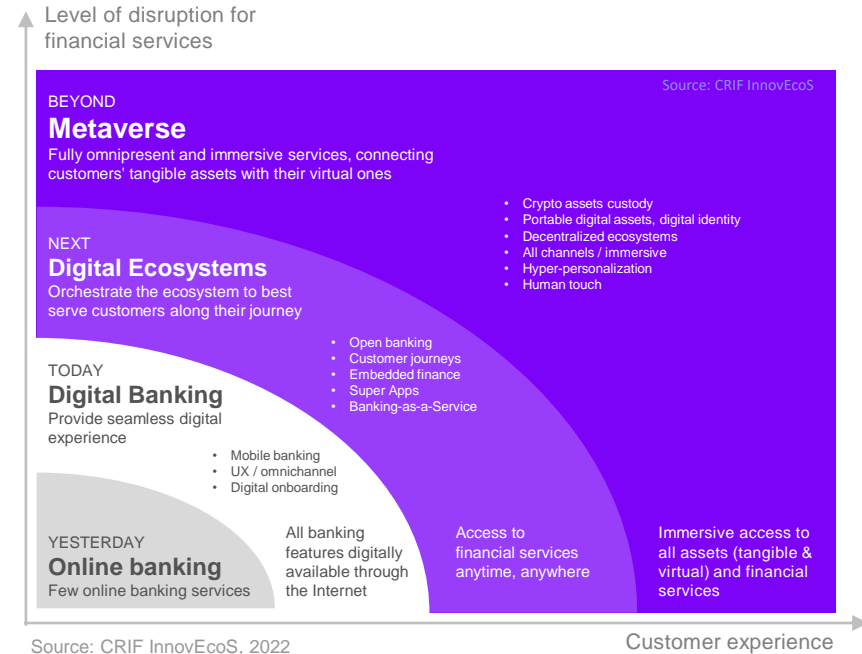 Level of disruption for
financial services
Source: CRIF InnovEcoS
BEYOND
Metaverse
Fully omnipresent and immersive services, connecting
customers' tangible assets with their virtual ones
• Crypto assets custody
• Portable digital assets, digital identity
• Decentralized ecosystems
• All channels / immersive
• Hyper-personalization
• Human touch
NEXT
Digital Ecosystems
Orchestrate the ecosystem to best
serve customers along their journey
• Open banking
• Customer journeys
• Embedded finance
• Super Apps
• Banking-as-a-Service
TODAY
Digital Banking
Provide seamless digital
experience
• Mobile banking
• UX / omnichannel
• Digital onboarding
YESTERDAY
Online banking
Few online banking services
All banking
features digitally
available through
the Internet
Access to
financial services
anytime, anywhere
Immersive access to
all assets (tangible &
virtual) and financial
services
Source: CRIF InnovEcoS, 2022
Customer experience